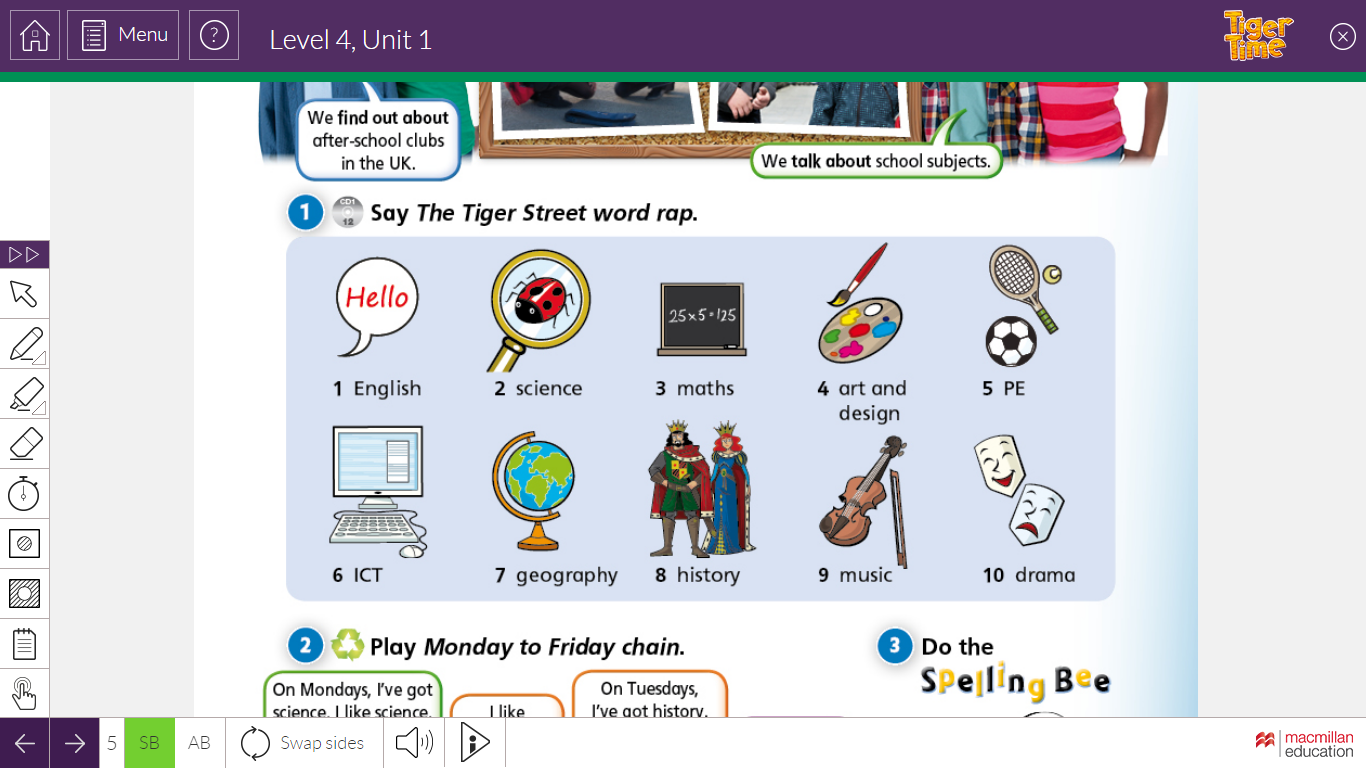 Menu
?
Level 4, Unit 1
Tiger
Time
We find out about
after-school clubs
in the UK.
We talk about school subjects.
1
CD1
12
Say The Tiger Street word rap.
Hello
25x5=125
1 English
2 science
3 maths
4 art and
design
5 PE
6 ICT
7 geography
8 history
9 music
10 drama
2
Play Monday to Friday chain.
3
Do the
Spelling Bee
On Mondays, I've got
science. I like science.
I like
On Tuesdays,
I've got history.
5
SB
AB
Swap sides
macmillan
education